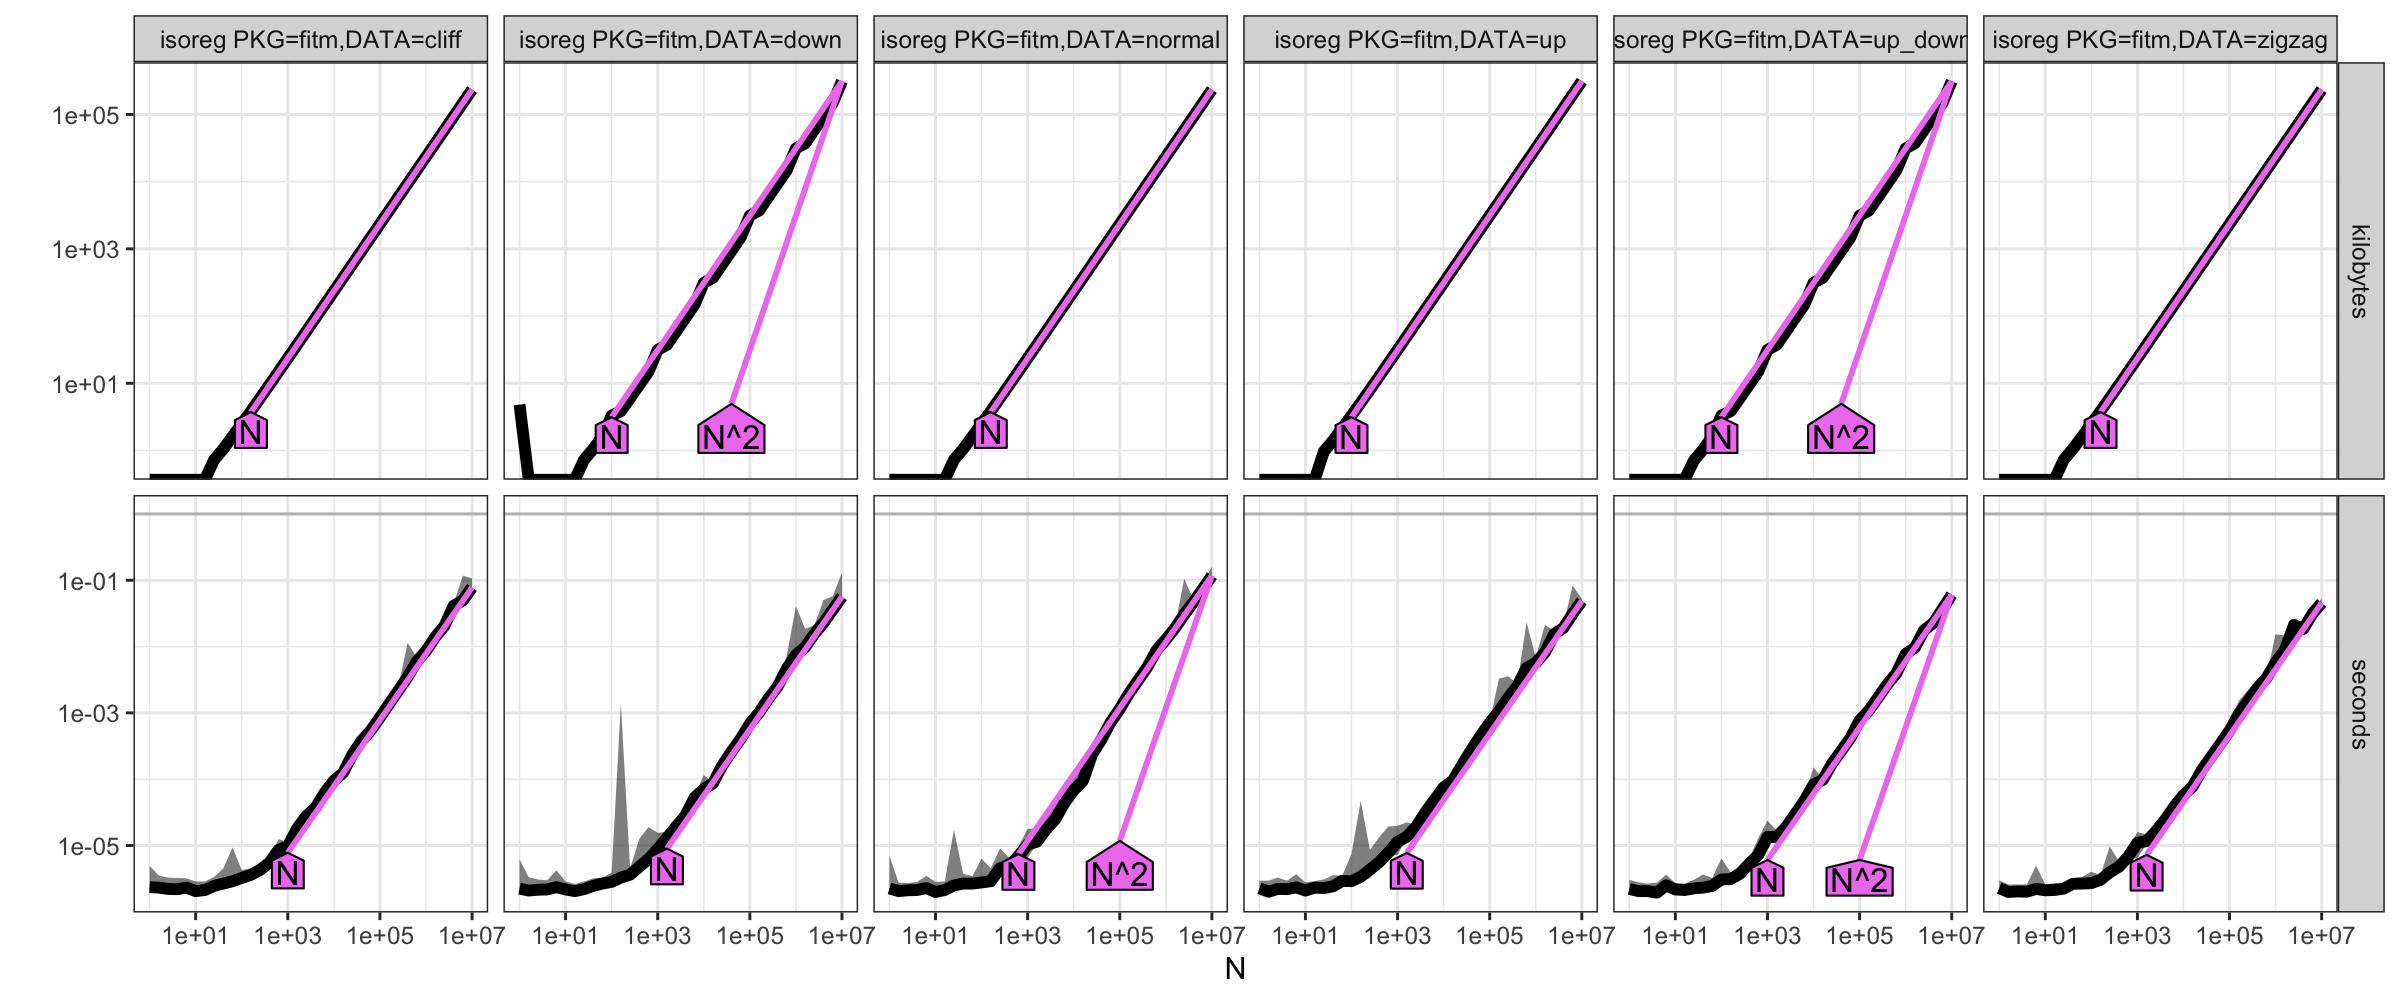 isoreg PKG=fitm,DATA=cliff
isoreg PKG=fitm,DATA=down
isoreg PKG=fitm,DATA=normal
isoreg PKG=fitm,DATA=up
soreg PKG=fitm,DATA=up_down
isoreg PKG=fitm,DATA=zigzag
1e+05
1e+03
1e+01
N
N
N^2
N
N
N
N^2
N
kilobytes
1e-01
1e-03
1e-05
N
N
N
N^2
N
N
N^2
N
seconds
1e+01 1e+03 1e+05 1e+07
1e+01 1e+03 1e+05 1e+07
1e+01 1e+03 1e+05 1e+07
1e+01 1e+03 1e+05 1e+07
1e+01 1e+03 1e+05 1e+07
1e+01 1e+03 1e+05 1e+07
N